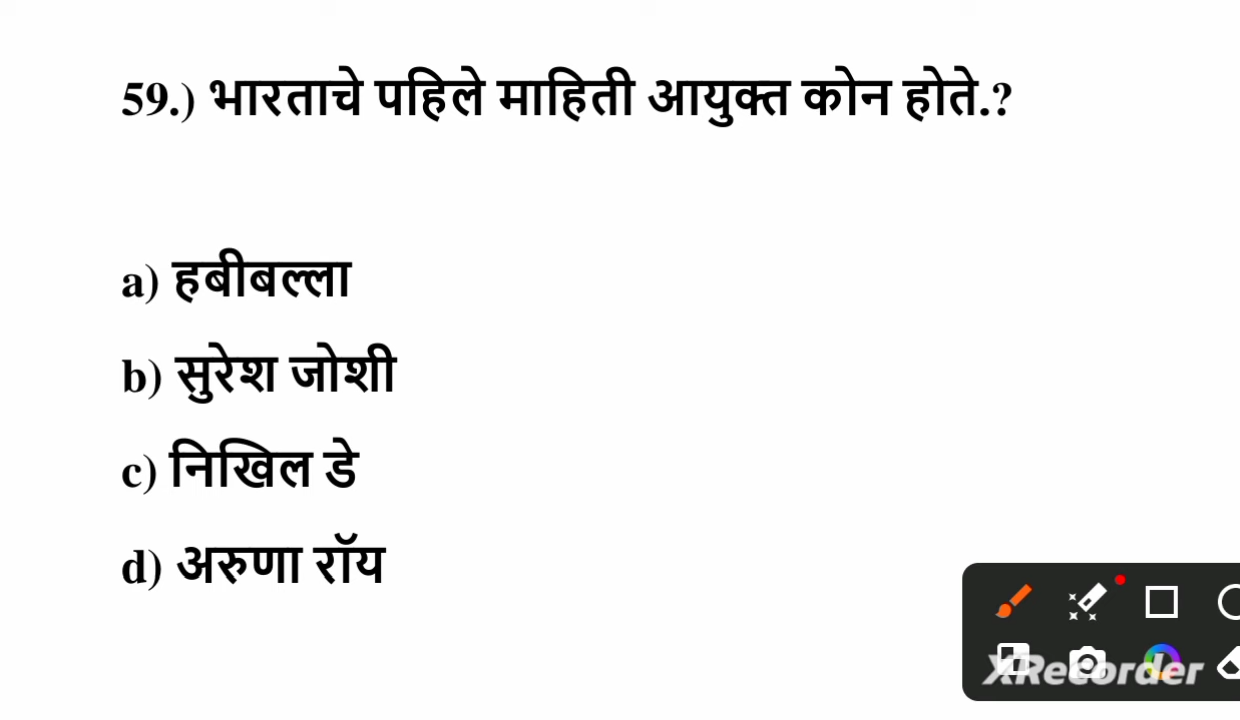 59.) भारताचे पहिले माहिती आयुक्त कोन होते.?
a) हबीबल्ला
b) सुरेश जोशी
c) निखिल डे
d) अरुणा रॉय
XRecorder